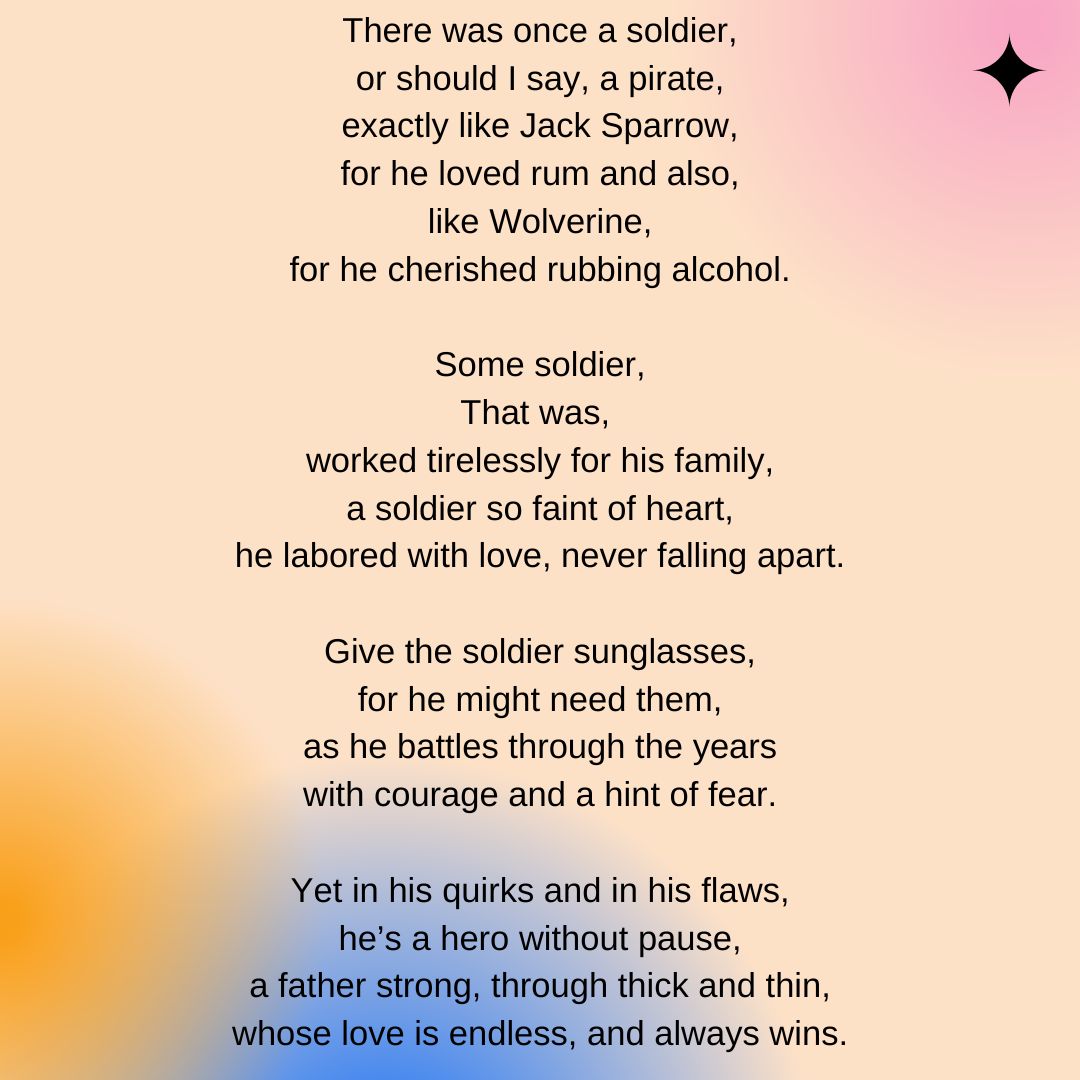 There was once a soldier,
or should I say, a pirate,
exactly like Jack Sparrow,
for he loved rum and also,
like Wolverine,
for he cherished rubbing alcohol.
Some soldier,
That was,
worked tirelessly for his family,
a soldier so faint of heart,
he labored with love, never falling apart.
Give the soldier sunglasses,
for he might need them,
as he battles through the years
with courage and a hint of fear.
Yet in his quirks and in his flaws,
he’s a hero without pause,
a father strong, through thick and thin,
whose love is endless, and always wins.